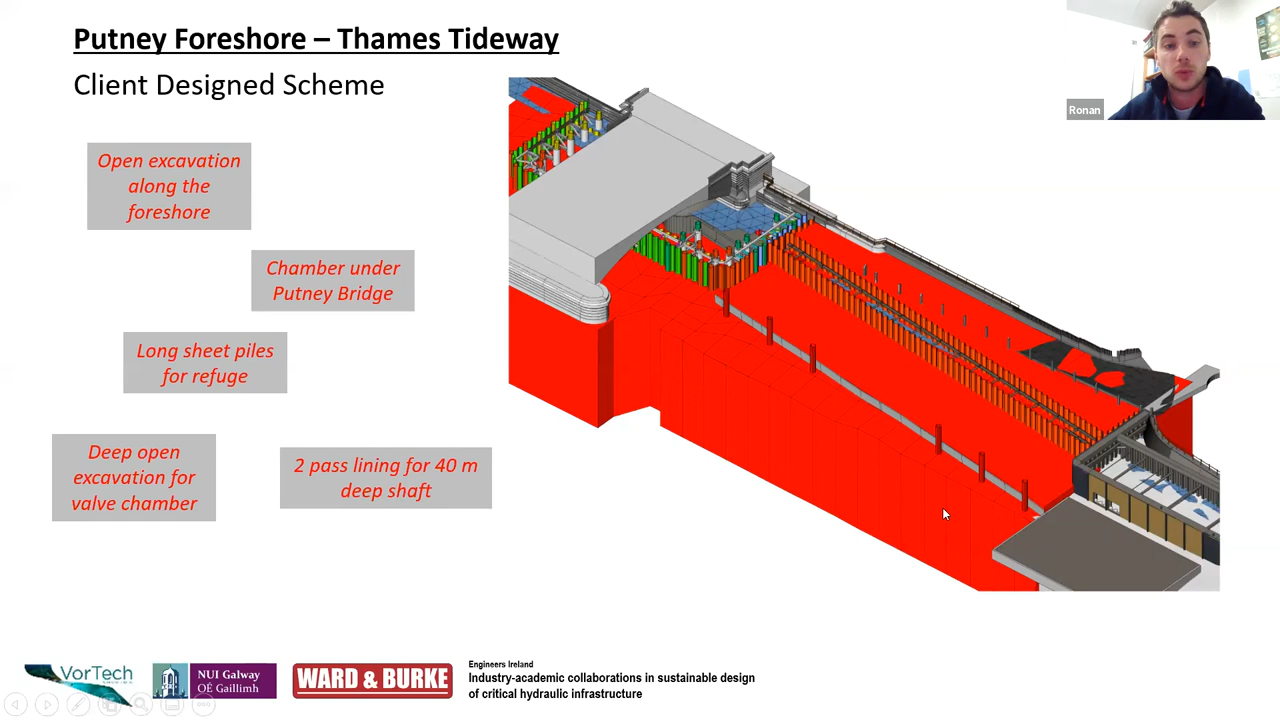 Putney Foreshore – Thames Tideway
Client Designed Scheme
Ronan
Open excavation
along the
foreshore
Chamber under
Putney Bridge
Long sheet piles
for refuge
Deep open
excavation for
valve chamber
2 pass lining for 40 m
deep shaft
VorTech
NUI Galway
OÉ Gaillimh
WARD & BURKE
Engineers Ireland
Industry-academic collaborations in sustainable design
of critical hydraulic infrastructure